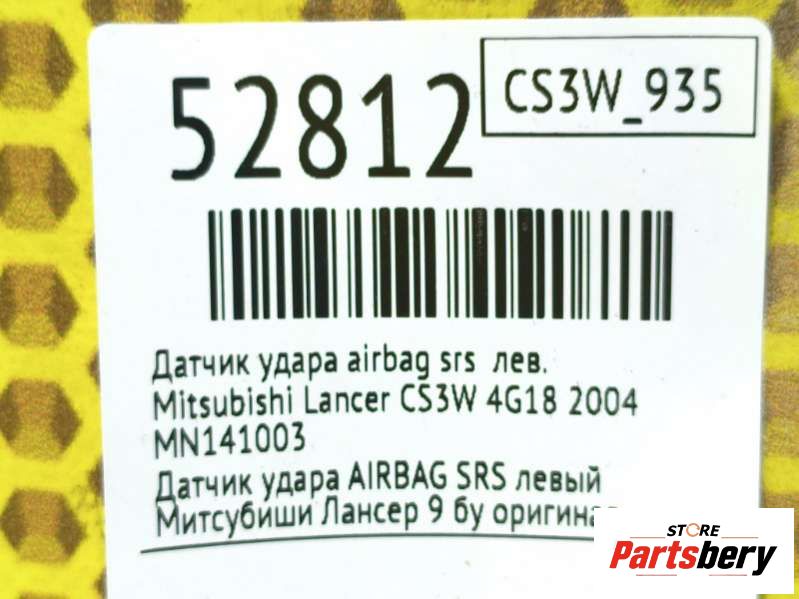 52812
CS3W_935
Датчик удара airbag srs лев.
Mitsubishi Lancer CS3W 4G18 2004
MN141003
Датчик удара AIRBAG SRS левый
Митсубиши Лансер 9 бу
STORE
Partsbery